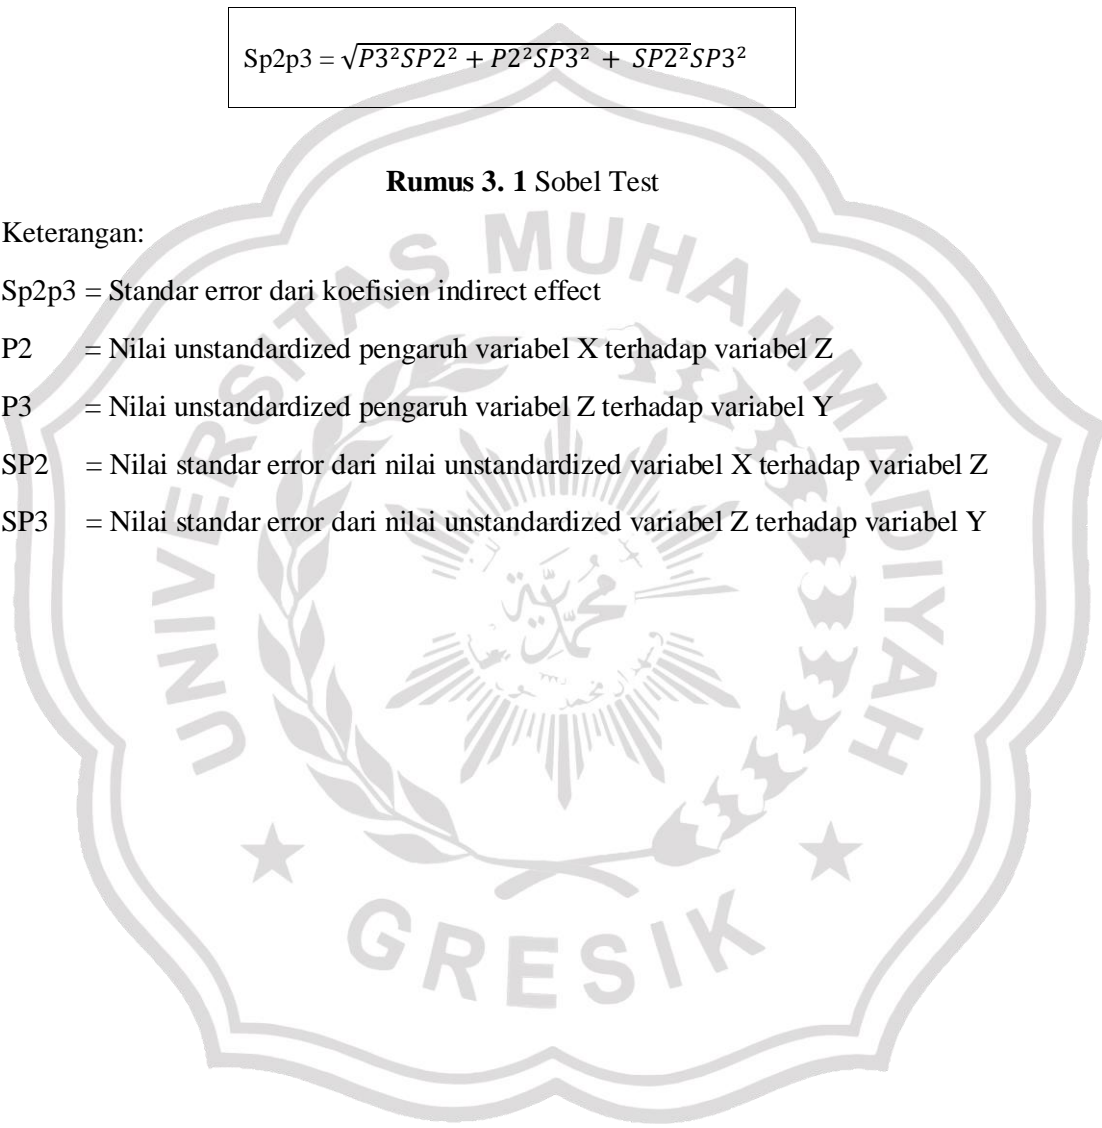 Sp2p3 = √P3²SP2² + P2²SP3² + SP2²SP3²
Rumus 3. 1 Sobel Test
Keterangan:
Sp2p3 = Standar error dari koefisien indirect effect
P2 = Nilai unstandardized pengaruh variabel X terhadap variabel Z
P3 = Nilai unstandardized pengaruh variabel Z terhadap variabel Y
SP2 = Nilai standar error dari nilai unstandardized variabel X terhadap variabel Z
SP3 = Nilai standar error dari nilai unstandardized variabel Z terhadap variabel Y
UNIVERSITAS MUHAMMADIYAH
GRESIK